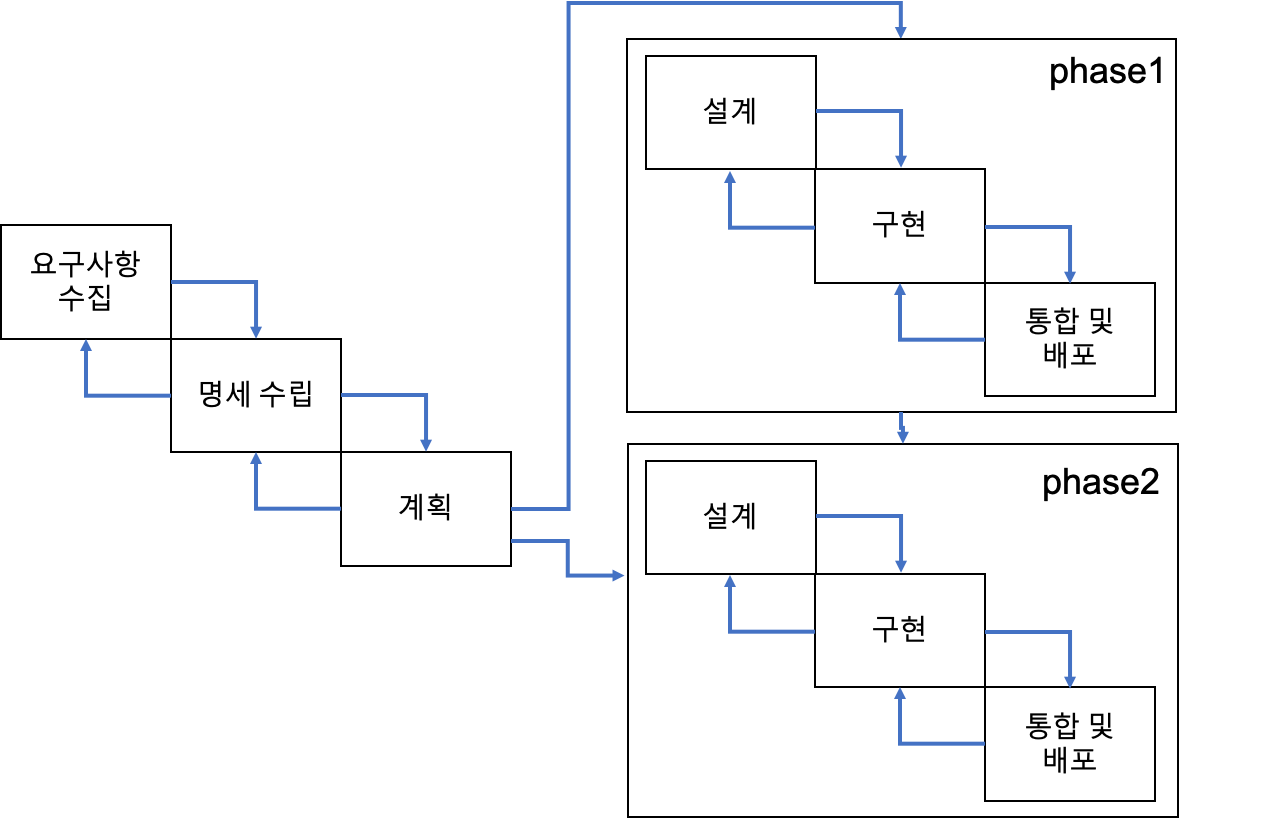 요구사항
수집
명세 수립
계획
phase1
설계
구현
통합 및
배포
phase2
설계
구현
통합 및
배포